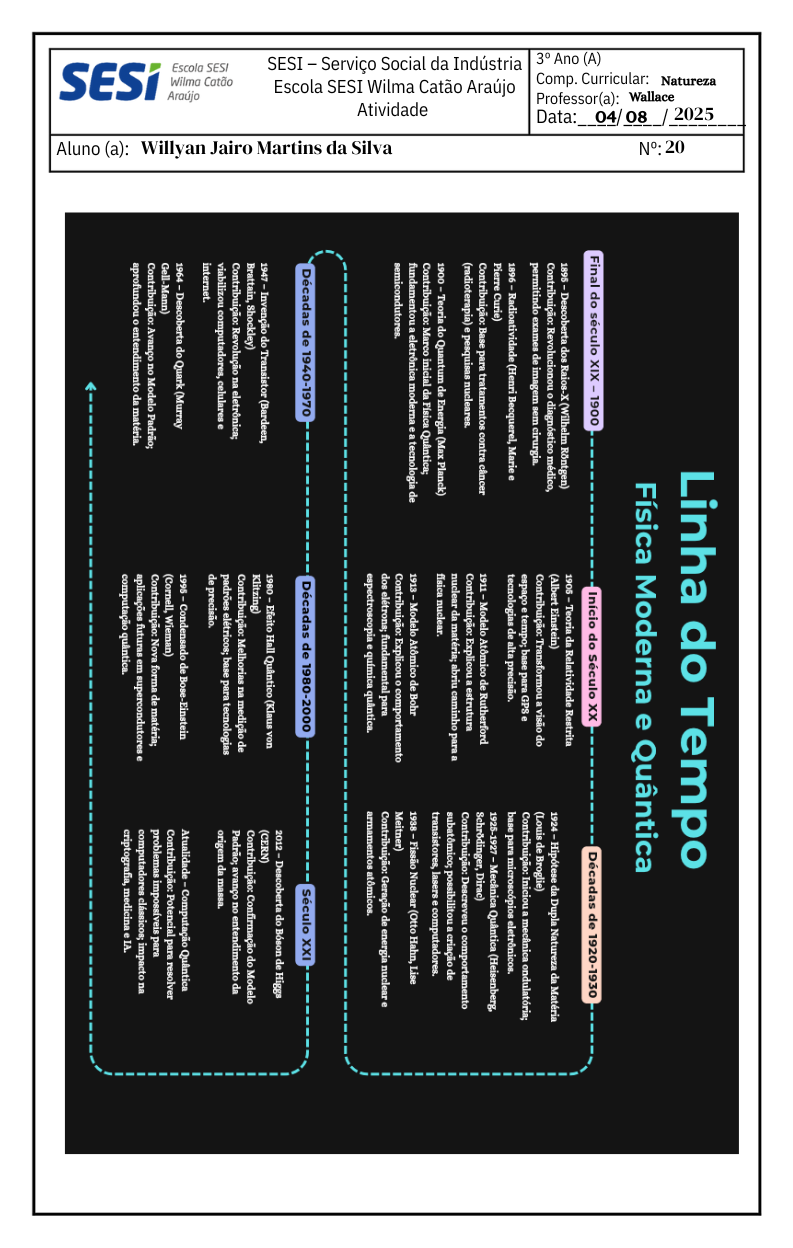 SESI
Escola SESI
Wilma Catão
Araújo
SESI – Serviço Social da Indústria
Escola SESI Wilma Catão Araújo
Atividade
3º Ano (A)
Comp. Curricular: Natureza
Professor(a): Wallace
Data:____04/08____/ 2025________
Aluno (a): Willyan Jairo Martins da Silva
Nº: 20
Linha do Tempo
Física Moderna e Quântica
Final do século XIX – 1900
1895 – Descoberta dos Raios-X (Wilhelm Röntgen)
Contribuição: Revolucionou o diagnóstico médico,
permitindo exames de imagem sem cirurgia.
1896 – Radioatividade (Henri Becquerel, Marie e
Pierre Curie)
Contribuição: Base para tratamentos contra câncer
(radioterapia) e pesquisas nucleares.
1900 – Teoria do Quantum de Energia (Max Planck)
Contribuição: Marco inicial da Física Quântica;
fundamentou a eletrônica moderna e a tecnologia de
semicondutores.
Início do Século XX
1905 – Teoria da Relatividade Restrita
(Albert Einstein)
Contribuição: Transformou a visão do
espaço e tempo; base para GPS e
tecnologias de alta precisão.
1911 – Modelo Atômico de Rutherford
Contribuição: Explicou a estrutura
nuclear da matéria; abriu caminho para a
física nuclear.
1913 – Modelo Atômico de Bohr
Contribuição: Explicou o comportamento
dos elétrons; fundamental para
espectroscopia e química quântica.
Décadas de 1920-1930
1924 – Hipótese da Dupla Natureza da Matéria
(Louis de Broglie)
Contribuição: Iniciou a mecânica ondulatória;
base para microscópios eletrônicos.
1925-1927 – Mecânica Quântica (Heisenberg,
Schrödinger, Dirac)
Contribuição: Descreveu o comportamento
subatômico; possibilitou a criação de
transistores, lasers e computadores.
1938 – Fissão Nuclear (Otto Hahn, Lise
Meitner)
Contribuição: Geração de energia nuclear e
armamentos atômicos.
Décadas de 1940-1970
1947 – Invenção do Transistor (Bardeen,
Brattain, Shockley)
Contribuição: Revolução na eletrônica;
viabilizou computadores, celulares e
internet.
1964 – Descoberta do Quark (Murray
Gell-Mann)
Contribuição: Avanço no Modelo Padrão;
aprofundou o entendimento da matéria.
Décadas de 1980-2000
1980 – Efeito Hall Quântico (Klaus von
Klitzing)
Contribuição: Melhorias na medição de
padrões elétricos; base para tecnologias
de precisão.
1995 – Condensado de Bose-Einstein
(Cornell, Wieman)
Contribuição: Nova forma de matéria;
aplicações futuras em supercondutores e
computação quântica.
Século XXI
2012 – Descoberta do Bóson de Higgs
(CERN)
Contribuição: Confirmação do Modelo
Padrão; avanço no entendimento da
origem da massa.
Atualidade – Computação Quântica
Contribuição: Potencial para resolver
problemas impossíveis para
computadores clássicos; impacto na
criptografia, medicina e IA.